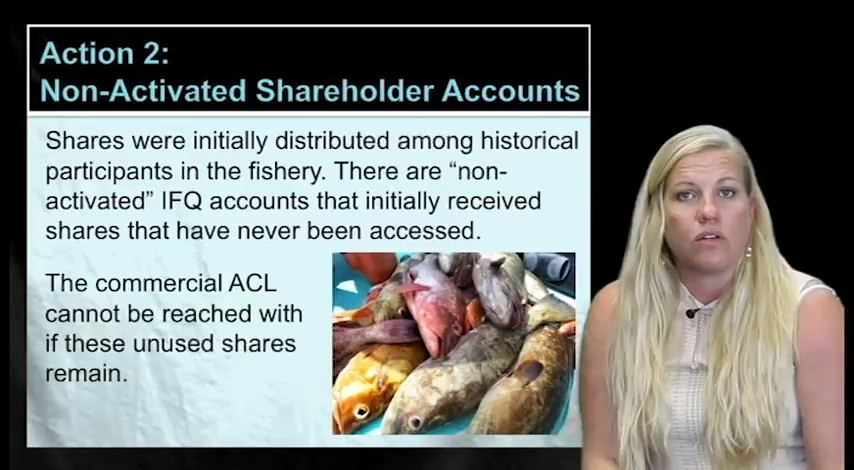 Action 2:
Non-Activated Shareholder Accounts
Shares were initially distributed among historical
participants in the fishery. There are “non-
activated” IFQ accounts that initially received
shares that have never been accessed.
The commercial ACL
cannot be reached with
if these unused shares
remain.